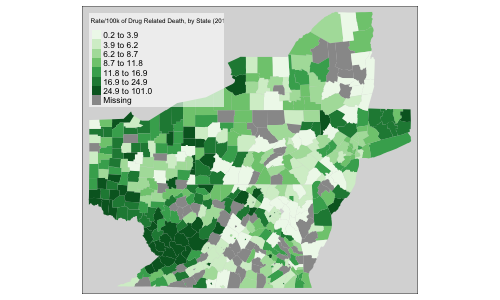 Rate/100k of Drug Related Death, by State (201
0.2 to 3.9
3.9 to 6.2
6.2 to 8.7
8.7 to 11.8
11.8 to 16.9
16.9 to 24.9
24.9 to 101.0
Missing